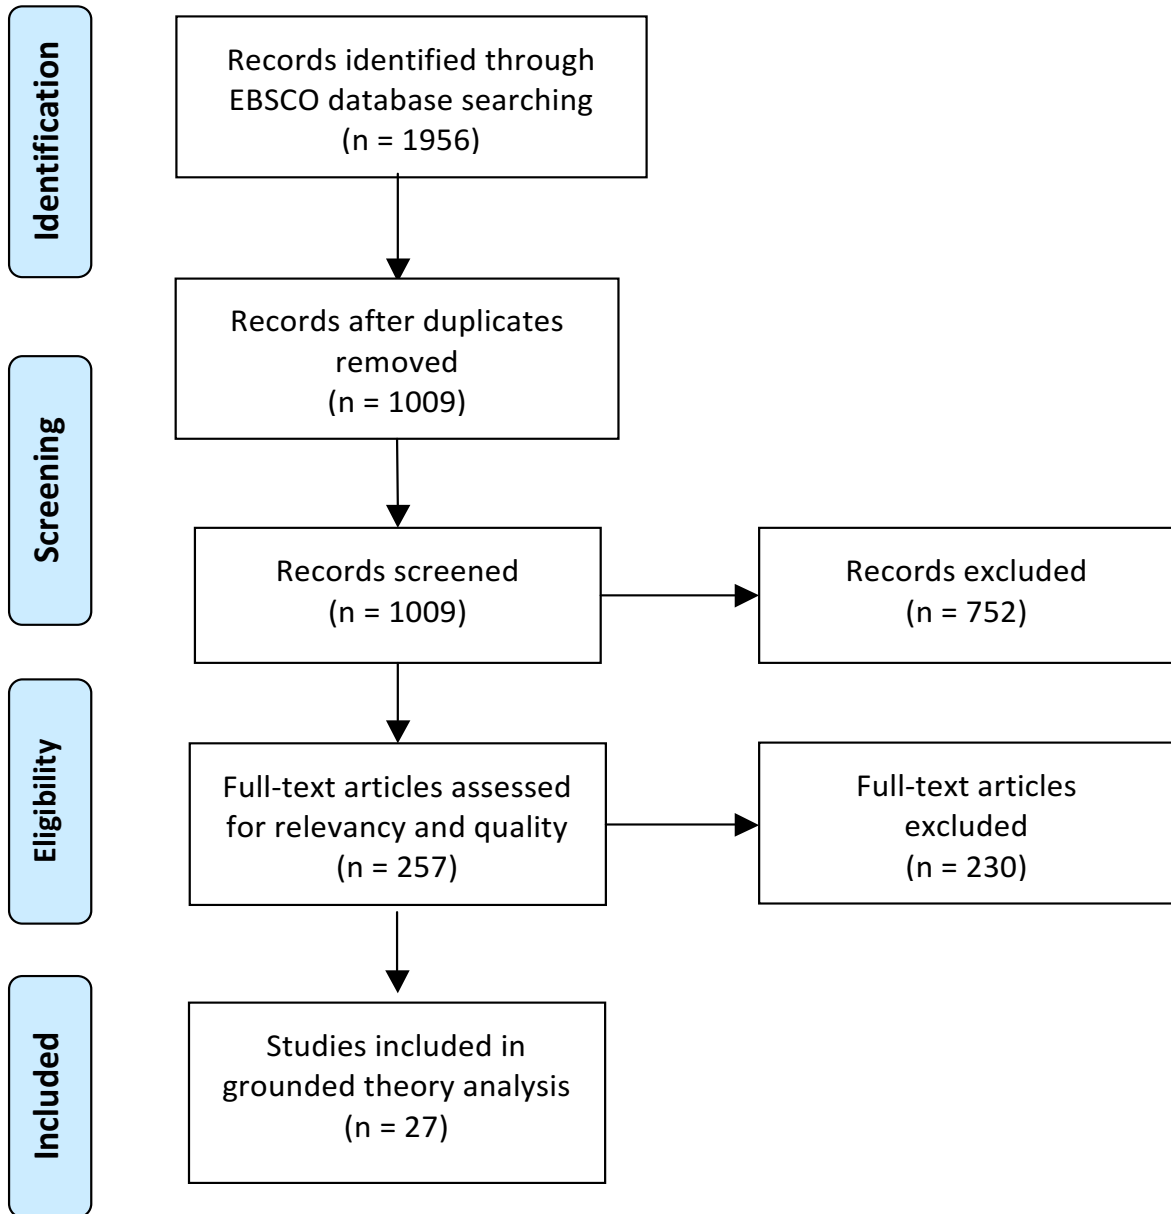 Identification
Records identified through
EBSCO database searching
(n = 1956)
Records after duplicates
removed
(n = 1009)
Screening
Records screened
(n = 1009)
Records excluded
(n = 752)
Eligibility
Full-text articles assessed
for relevancy and quality
(n = 257)
Full-text articles
excluded
(n = 230)
Included
Studies included in
grounded theory analysis
(n = 27)